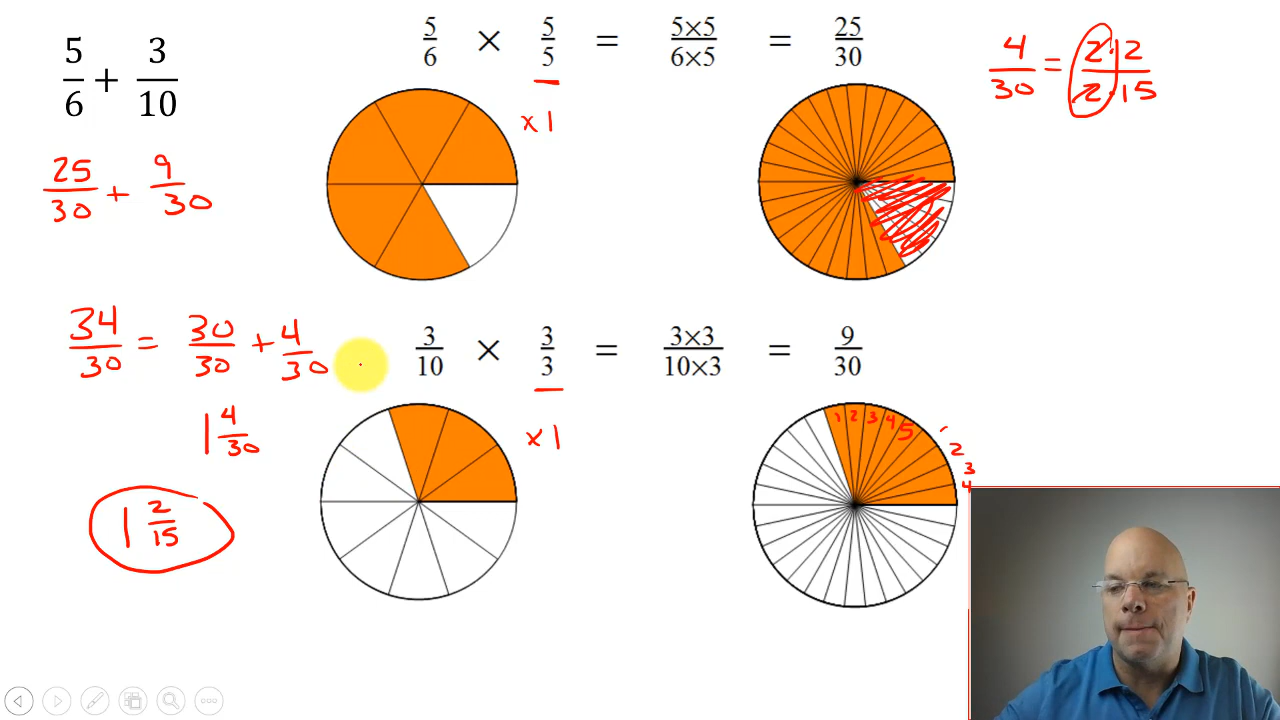 5/6 + 3/10
25/30 + 9/30
34/30 = 30/30 + 4/30
1 4/30
1 2/15
5/6 × 5/5 = 5×5/6×5 = 25/30
×1
4/30 = 2·2/2·15
3/10 × 3/3 = 3×3/10×3 = 9/30
×1
1 2 3 4 5
1
2
3
4